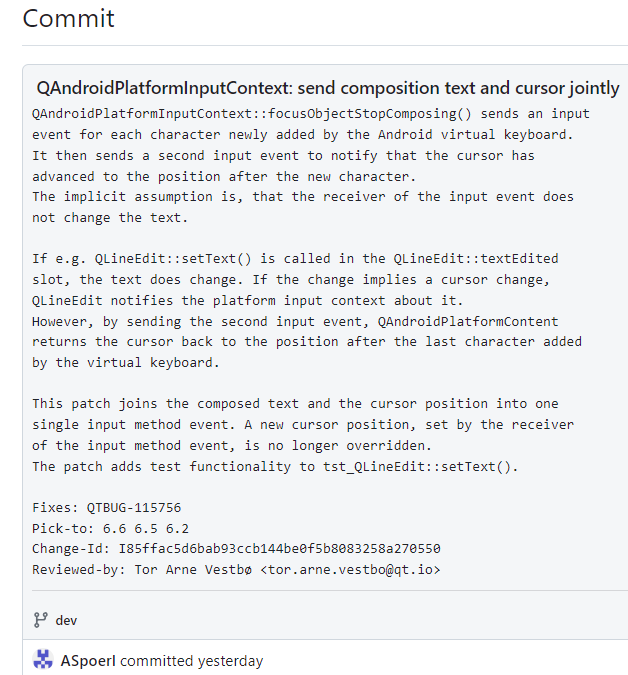 Commit
QAndroidPlatformInputContext: send composition text and cursor jointly
QAndroidPlatformInputContext::focusObjectStopComposing() sends an input
event for each character newly added by the Android virtual keyboard.
It then sends a second input event to notify that the cursor has
advanced to the position after the new character.
The implicit assumption is, that the receiver of the input event does
not change the text.
If e.g. QLineEdit::setText() is called in the QLineEdit::textEdited
slot, the text does change. If the change implies a cursor change,
QLineEdit notifies the platform input context about it.
However, by sending the second input event, QAndroidPlatformContent
returns the cursor back to the position after the last character added
by the virtual keyboard.
This patch joins the composed text and the cursor position into one
single input method event. A new cursor position, set by the receiver
of the input method event, is no longer overridden.
The patch adds test functionality to tst_QLineEdit::setText().
Fixes: QTBUG-115756
Pick-to: 6.6 6.5 6.2
Change-Id: I85ffac5d6bab93ccb144be0f5b8083258a270550
Reviewed-by: Tor Arne Vestbø <tor.arne.vestbo@qt.io>
dev
ASpoerl committed yesterday